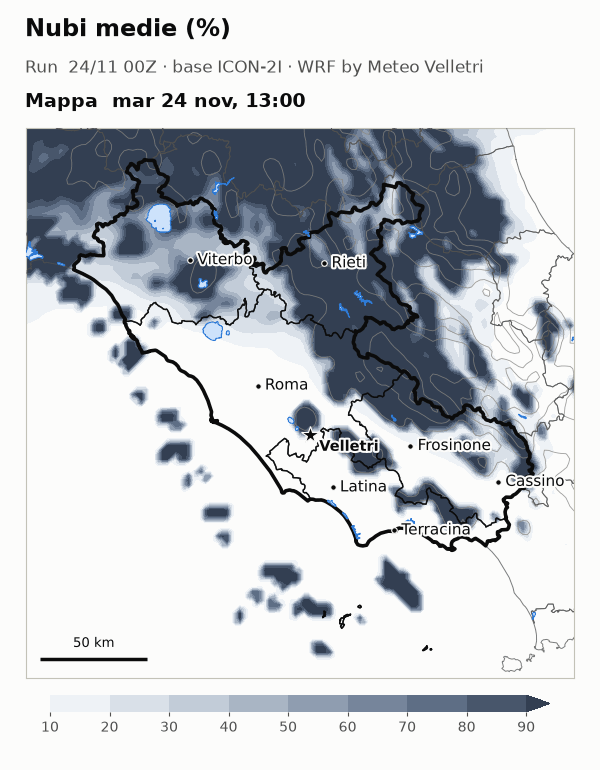 Nubi medie (%)
Run  24/11 00Z · base ICON-2I · WRF by Meteo Velletri
Mappa  mar 24 nov, 13:00
Viterbo
Rieti
Roma
Velletri
Frosinone
Latina
Cassino
Terracina
50 km
10 20 30 40 50 60 70 80 90